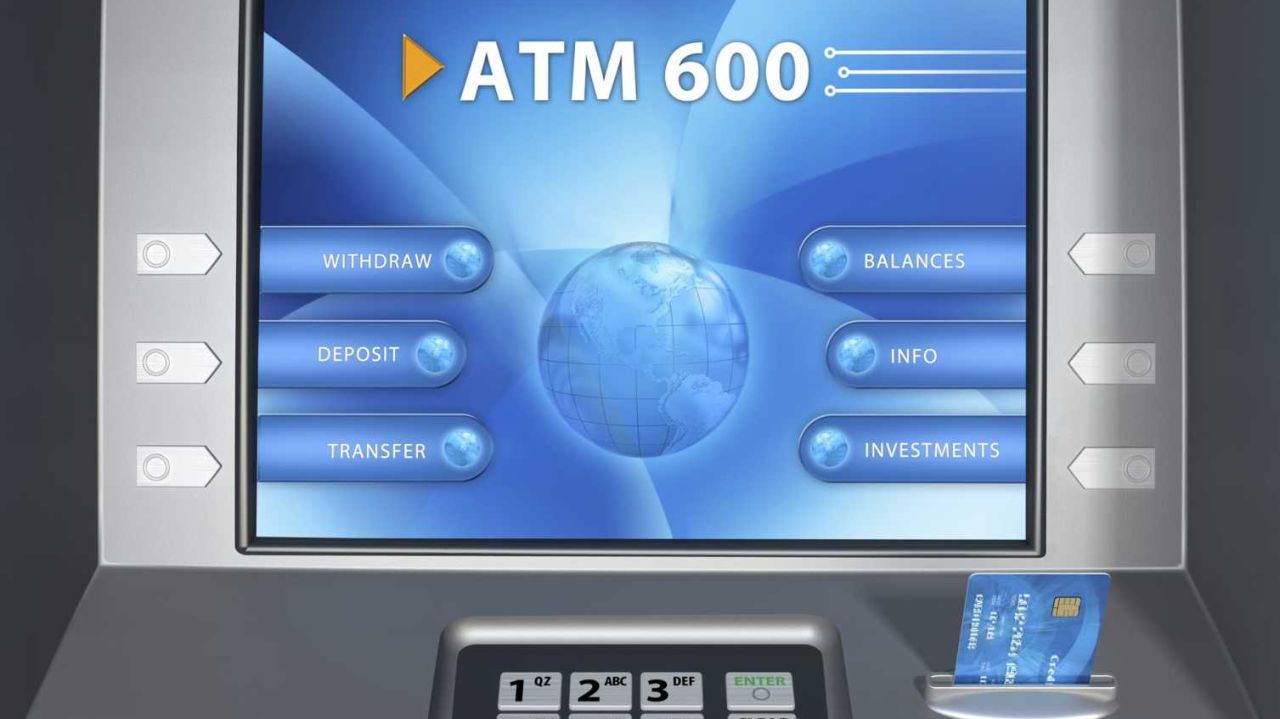 ATM 600
WITHDRAW
BALANCES
DEPOSIT
INFO
TRANSFER
INVESTMENTS
1 QZ
2 ABC
3 DEF
ENTER